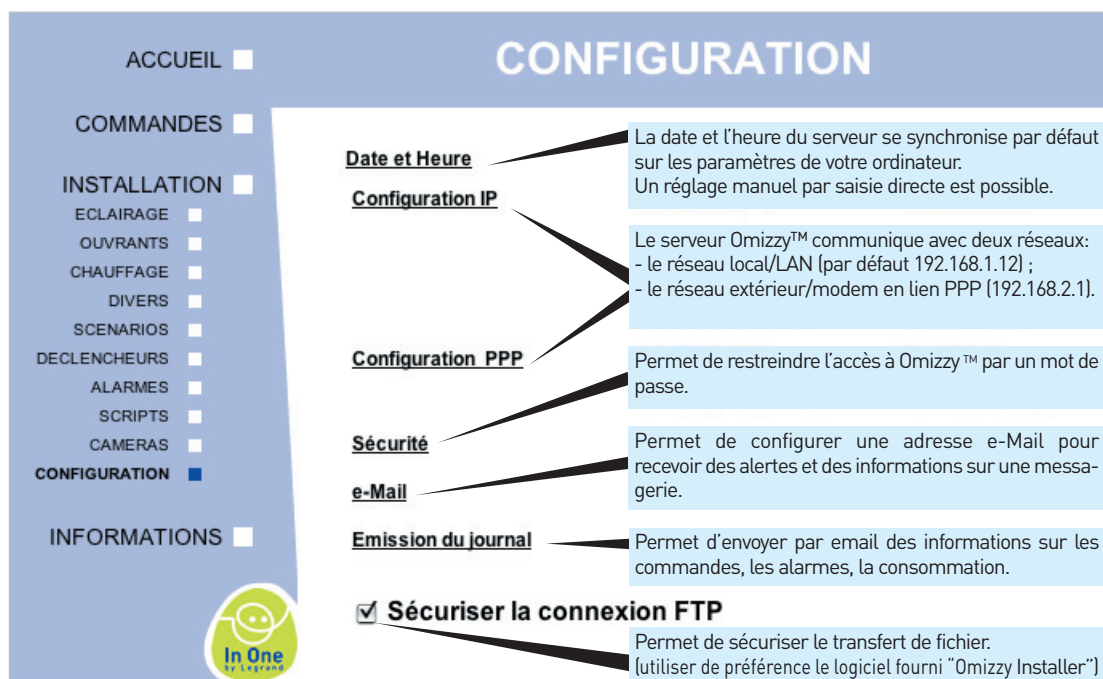 CONFIGURATION
ACCUEIL
COMMANDES
INSTALLATION
ECLAIRAGE
OUVRANTS
CHAUFFAGE
DIVERS
SCENARIOS
DECLENCHEURS
ALARMES
SCRIPTS
CAMERAS
CONFIGURATION
INFORMATIONS
In One
by Legrand
Date et Heure
La date et l'heure du serveur se synchronise par défaut
sur les paramètres de votre ordinateur.
Un réglage manuel par saisie directe est possible.
Configuration IP
Le serveur Omizzy™ communique avec deux réseaux:
- le réseau local/LAN (par défaut 192.168.1.12) ;
- le réseau extérieur/modem en lien PPP (192.168.2.1).
Configuration PPP
Permet de restreindre l'accès à Omizzy™ par un mot de
passe.
Sécurité
Permet de configurer une adresse e-Mail pour
recevoir des alertes et des informations sur une messa-
gerie.
e-Mail
Emission du journal
Permet d'envoyer par email des informations sur les
commandes, les alarmes, la consommation.
Sécuriser la connexion FTP
Permet de sécuriser le transfert de fichier.
(utiliser de préférence le logiciel fourni "Omizzy Installer")